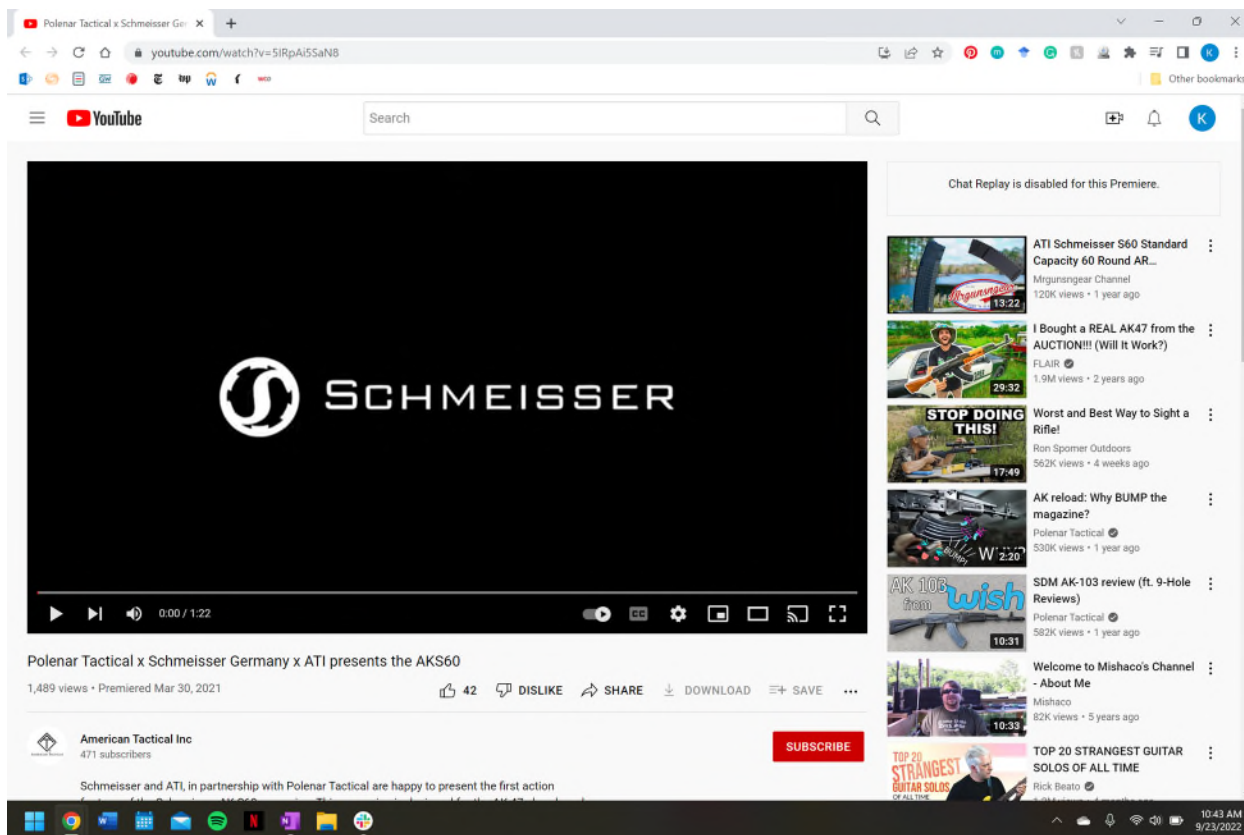 Polenar Tactical x Schmeisser Ger
youtube.com/watch?v=5IRpAi5SaN8
K
Other bookmarks
YouTube
Search
K
SCHMEISSER
0:00 / 1:22
CC
Polenar Tactical x Schmeisser Germany x ATI presents the AKS60
1,489 views • Premiered Mar 30, 2021
42 DISLIKE SHARE DOWNLOAD SAVE
American Tactical Inc
471 subscribers
SUBSCRIBE
Schmeisser and ATI, in partnership with Polenar Tactical are happy to present the first action
Chat Replay is disabled for this Premiere.
Mrgunsngear
13:22
ATI Schmeisser S60 Standard
Capacity 60 Round AR...
Mrgunsngear Channel
120K views • 1 year ago
29:32
I Bought a REAL AK47 from the
AUCTION!!! (Will It Work?)
FLAIR
1.9M views • 2 years ago
STOP DOING
THIS!
17:49
Worst and Best Way to Sight a
Rifle!
Ron Spomer Outdoors
562K views • 4 weeks ago
BUMP!
2:20
AK reload: Why BUMP the
magazine?
Polenar Tactical
530K views • 1 year ago
AK 103
from wish
10:31
SDM AK-103 review (ft. 9-Hole
Reviews)
Polenar Tactical
582K views • 1 year ago
10:33
Welcome to Mishaco's Channel
- About Me
Mishaco
82K views • 5 years ago
TOP 20
STRANGEST
GUITAR SOLOS
OF ALL TIME
TOP 20 STRANGEST GUITAR
SOLOS OF ALL TIME
Rick Beato
10:43 AM
9/23/2022